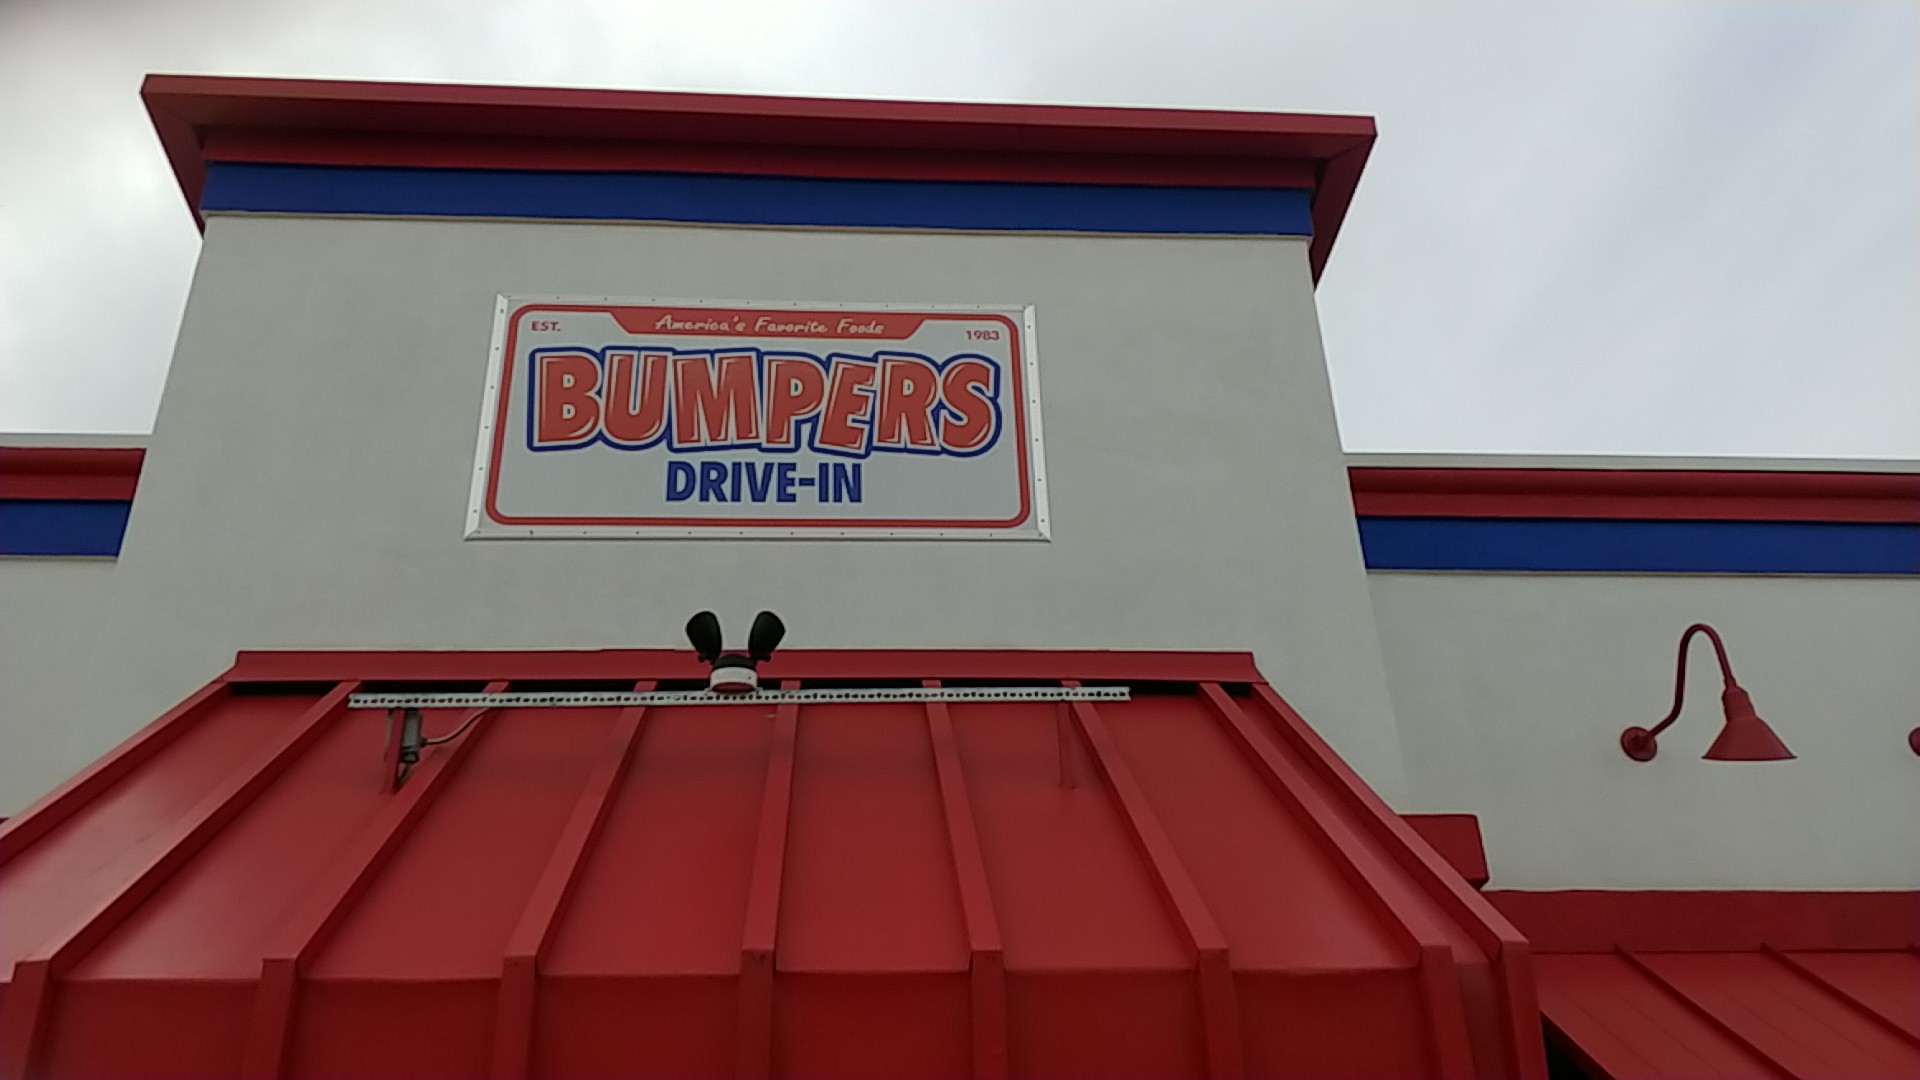 America's Favorite Foods
EST. 1983
BUMPERS
DRIVE-IN